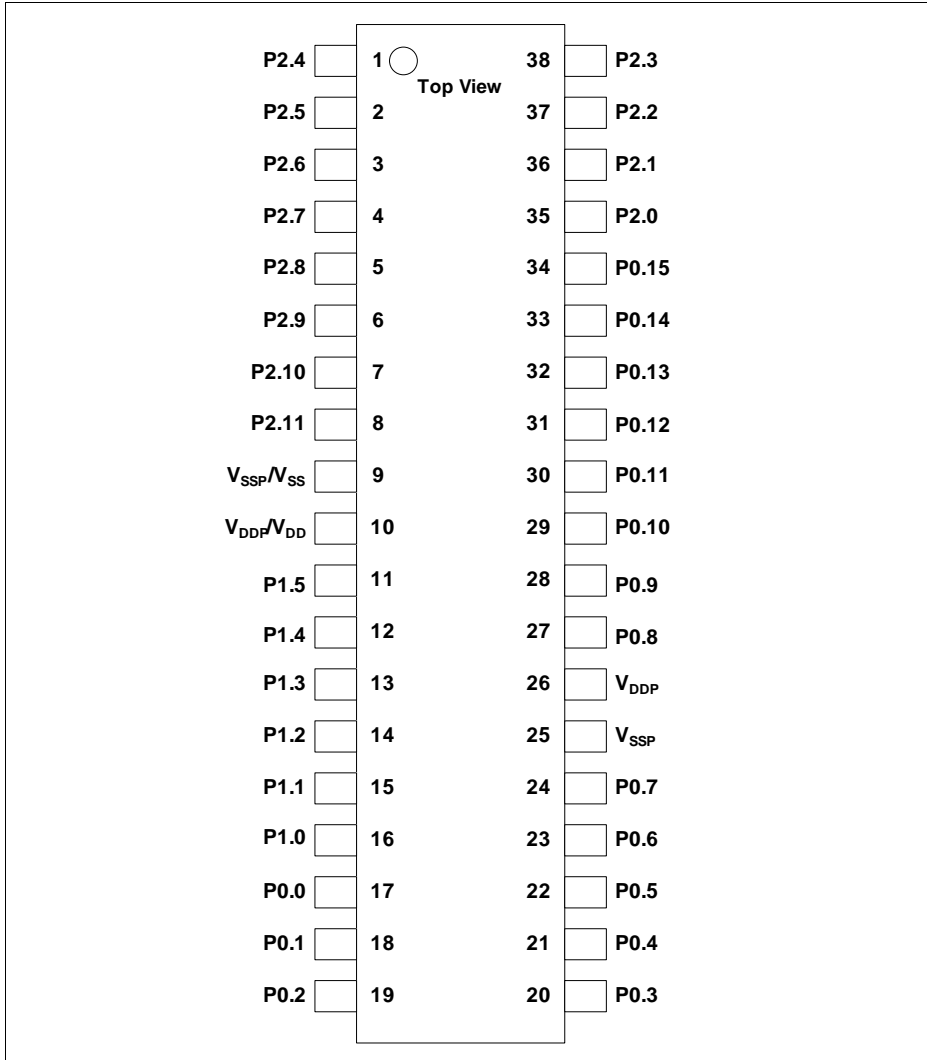 P2.4 1 38 P2.3
Top View
P2.5 2 37 P2.2
P2.6 3 36 P2.1
P2.7 4 35 P2.0
P2.8 5 34 P0.15
P2.9 6 33 P0.14
P2.10 7 32 P0.13
P2.11 8 31 P0.12
VSSP/VSS 9 30 P0.11
VDDP/VDD 10 29 P0.10
P1.5 11 28 P0.9
P1.4 12 27 P0.8
P1.3 13 26 VDDP
P1.2 14 25 VSSP
P1.1 15 24 P0.7
P1.0 16 23 P0.6
P0.0 17 22 P0.5
P0.1 18 21 P0.4
P0.2 19 20 P0.3